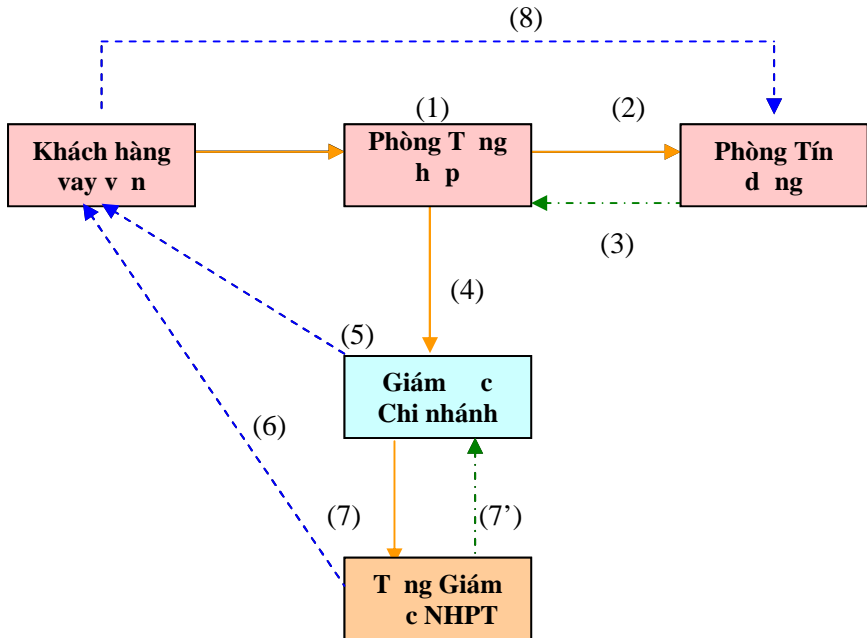 (8)
(1)
(2)
Khách hàng
vay v n
Phòng T ng
h p
Phòng Tín
d ng
(3)
(4)
(5)
Giám c
Chi nhánh
(6)
(7)
(7’)
T ng Giám
c NHPT